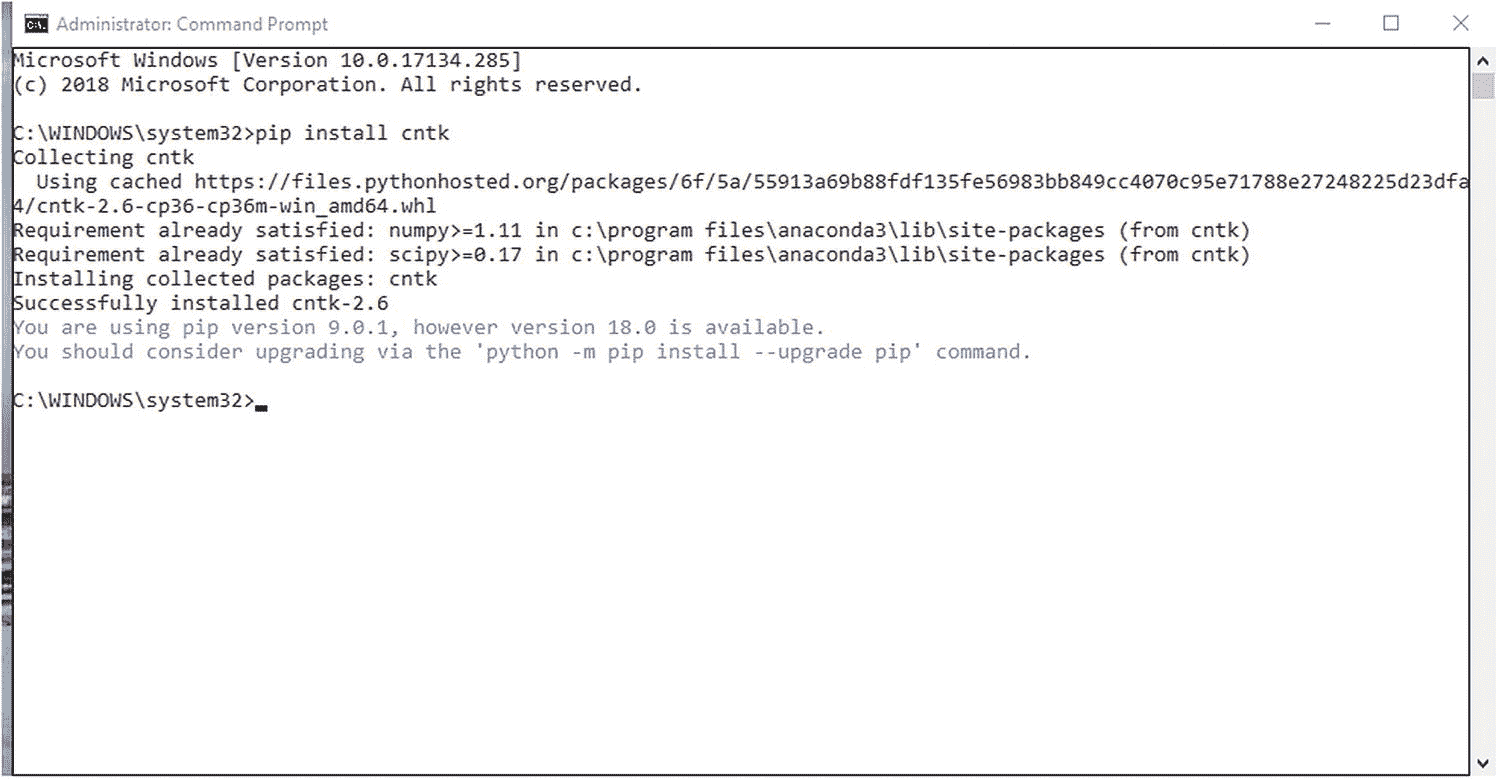 Administrator: Command Prompt
Microsoft Windows [Version 10.0.17134.285]
(c) 2018 Microsoft Corporation. All rights reserved.
C:\WINDOWS\system32>pip install cntk
Collecting cntk
  Using cached https://files.pythonhosted.org/packages/6f/5a/55913a69b88fdf135fe56983bb849cc4070c95e71788e27248225d23dfa
4/cntk-2.6-cp36-cp36m-win_amd64.whl
Requirement already satisfied: numpy>=1.11 in c:\program files\anaconda3\lib\site-packages (from cntk)
Requirement already satisfied: scipy>=0.17 in c:\program files\anaconda3\lib\site-packages (from cntk)
Installing collected packages: cntk
Successfully installed cntk-2.6
You are using pip version 9.0.1, however version 18.0 is available.
You should consider upgrading via the 'python -m pip install --upgrade pip' command.
C:\WINDOWS\system32>